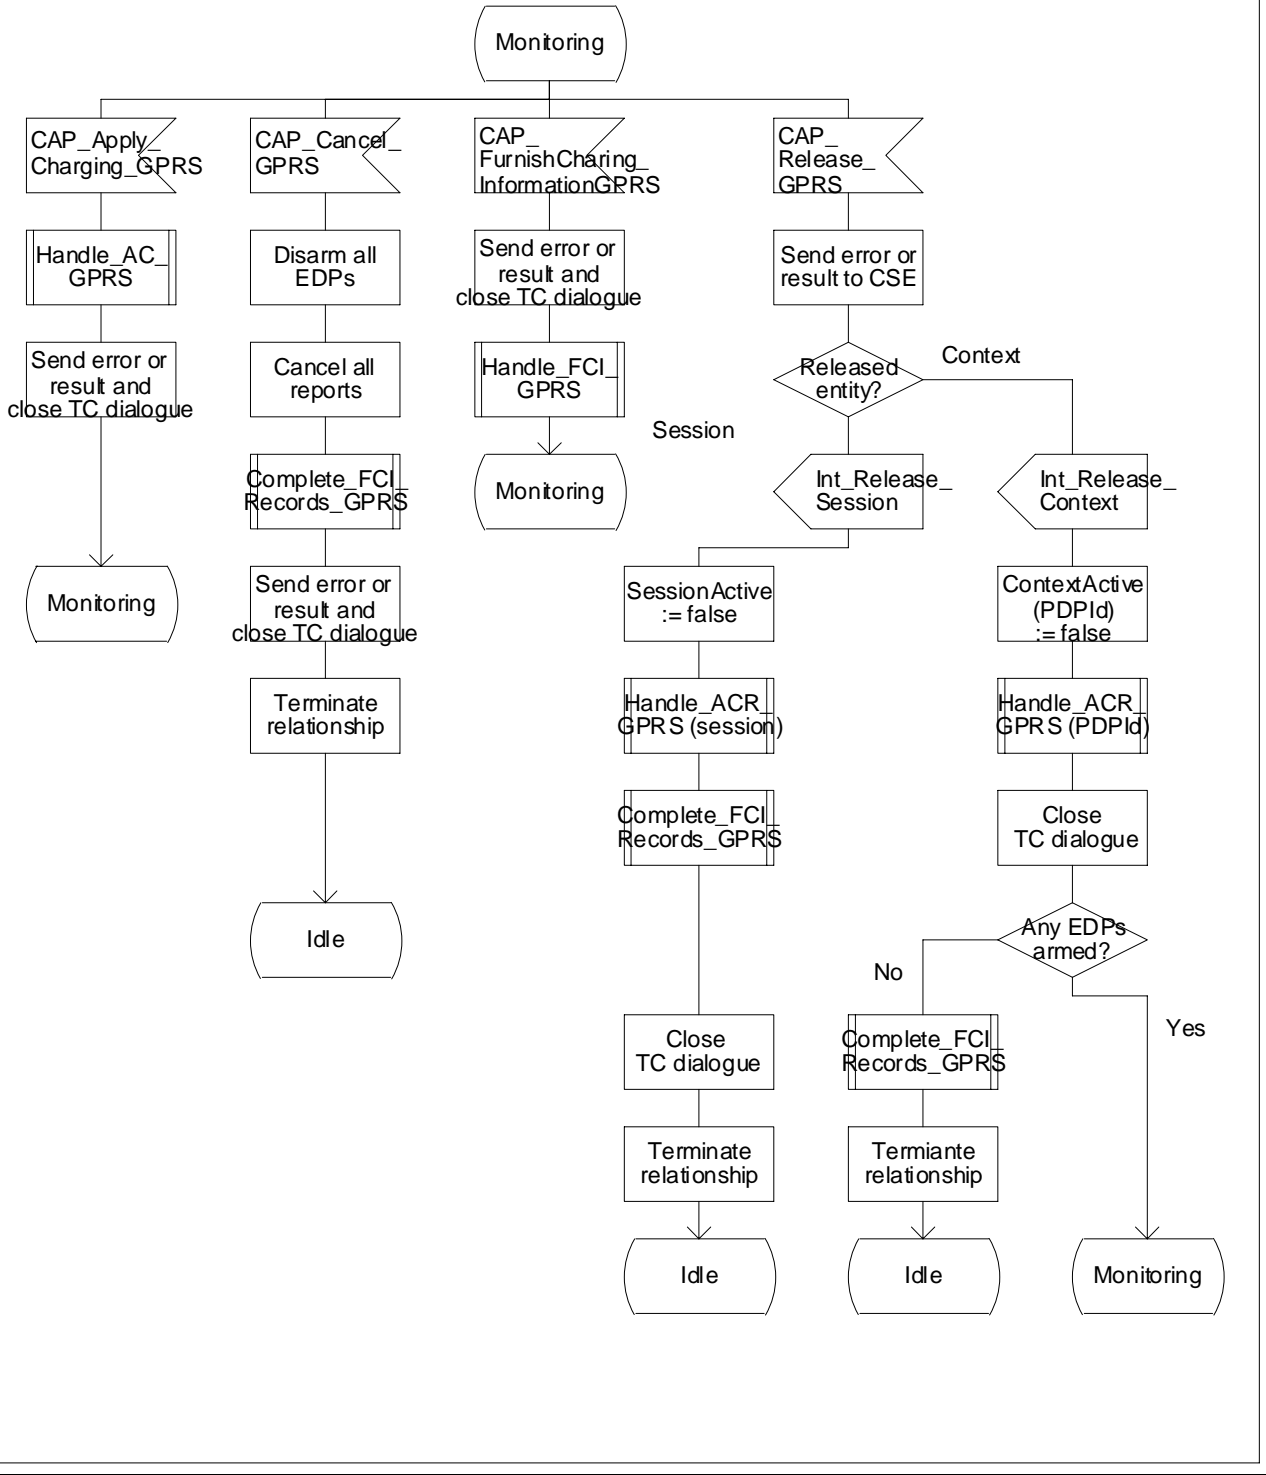 Monitoring
CAP_Apply_
Charging_GPRS
Handle_AC_
GPRS
Send error or
result and
close TC dialogue
Monitoring
CAP_Cancel_
GPRS
Disarm all
EDPs
Cancel all
reports
Complete_FCI_
Records_GPRS
Send error or
result and
close TC dialogue
Terminate
relationship
Idle
CAP_
FurnishCharing_
InformationGPRS
Send error or
result and
close TC dialogue
Handle_FCI_
GPRS
Monitoring
CAP_
Release_
GPRS
Send error or
result to CSE
Released
entity?
Session
Int_Release_
Session
SessionActive
:= false
Handle_ACR_
GPRS (session)
Complete_FCI_
Records_GPRS
Close
TC dialogue
Terminate
relationship
Idle
Context
Int_Release_
Context
ContextActive
(PDPId)
:= false
Handle_ACR_
GPRS (PDPId)
Close
TC dialogue
Any EDPs
armed?
No
Complete_FCI_
Records_GPRS
Termiante
relationship
Idle
Yes
Monitoring